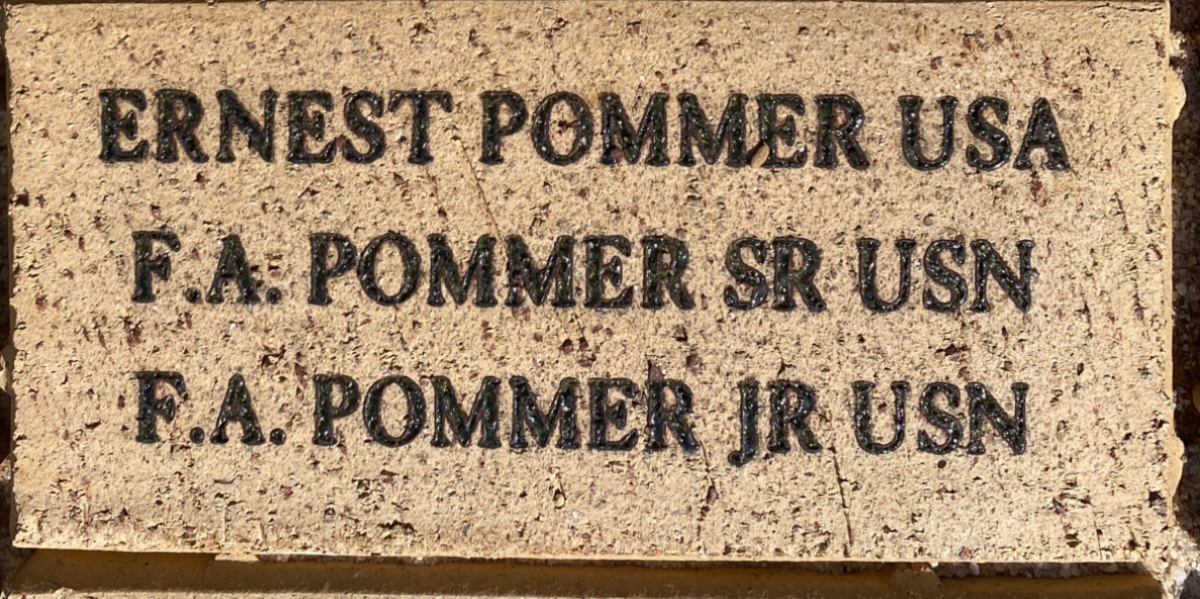 ERNEST POMMER USA
F.A. POMMER SR USN
F.A. POMMER JR USN